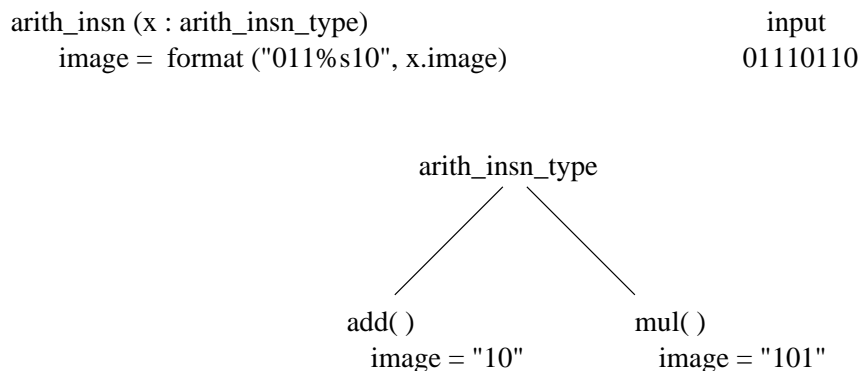 arith_insn (x : arith_insn_type) input
image = format ("011%s10", x.image) 01110110
arith_insn_type
add( ) mul( )
image = "10" image = "101"